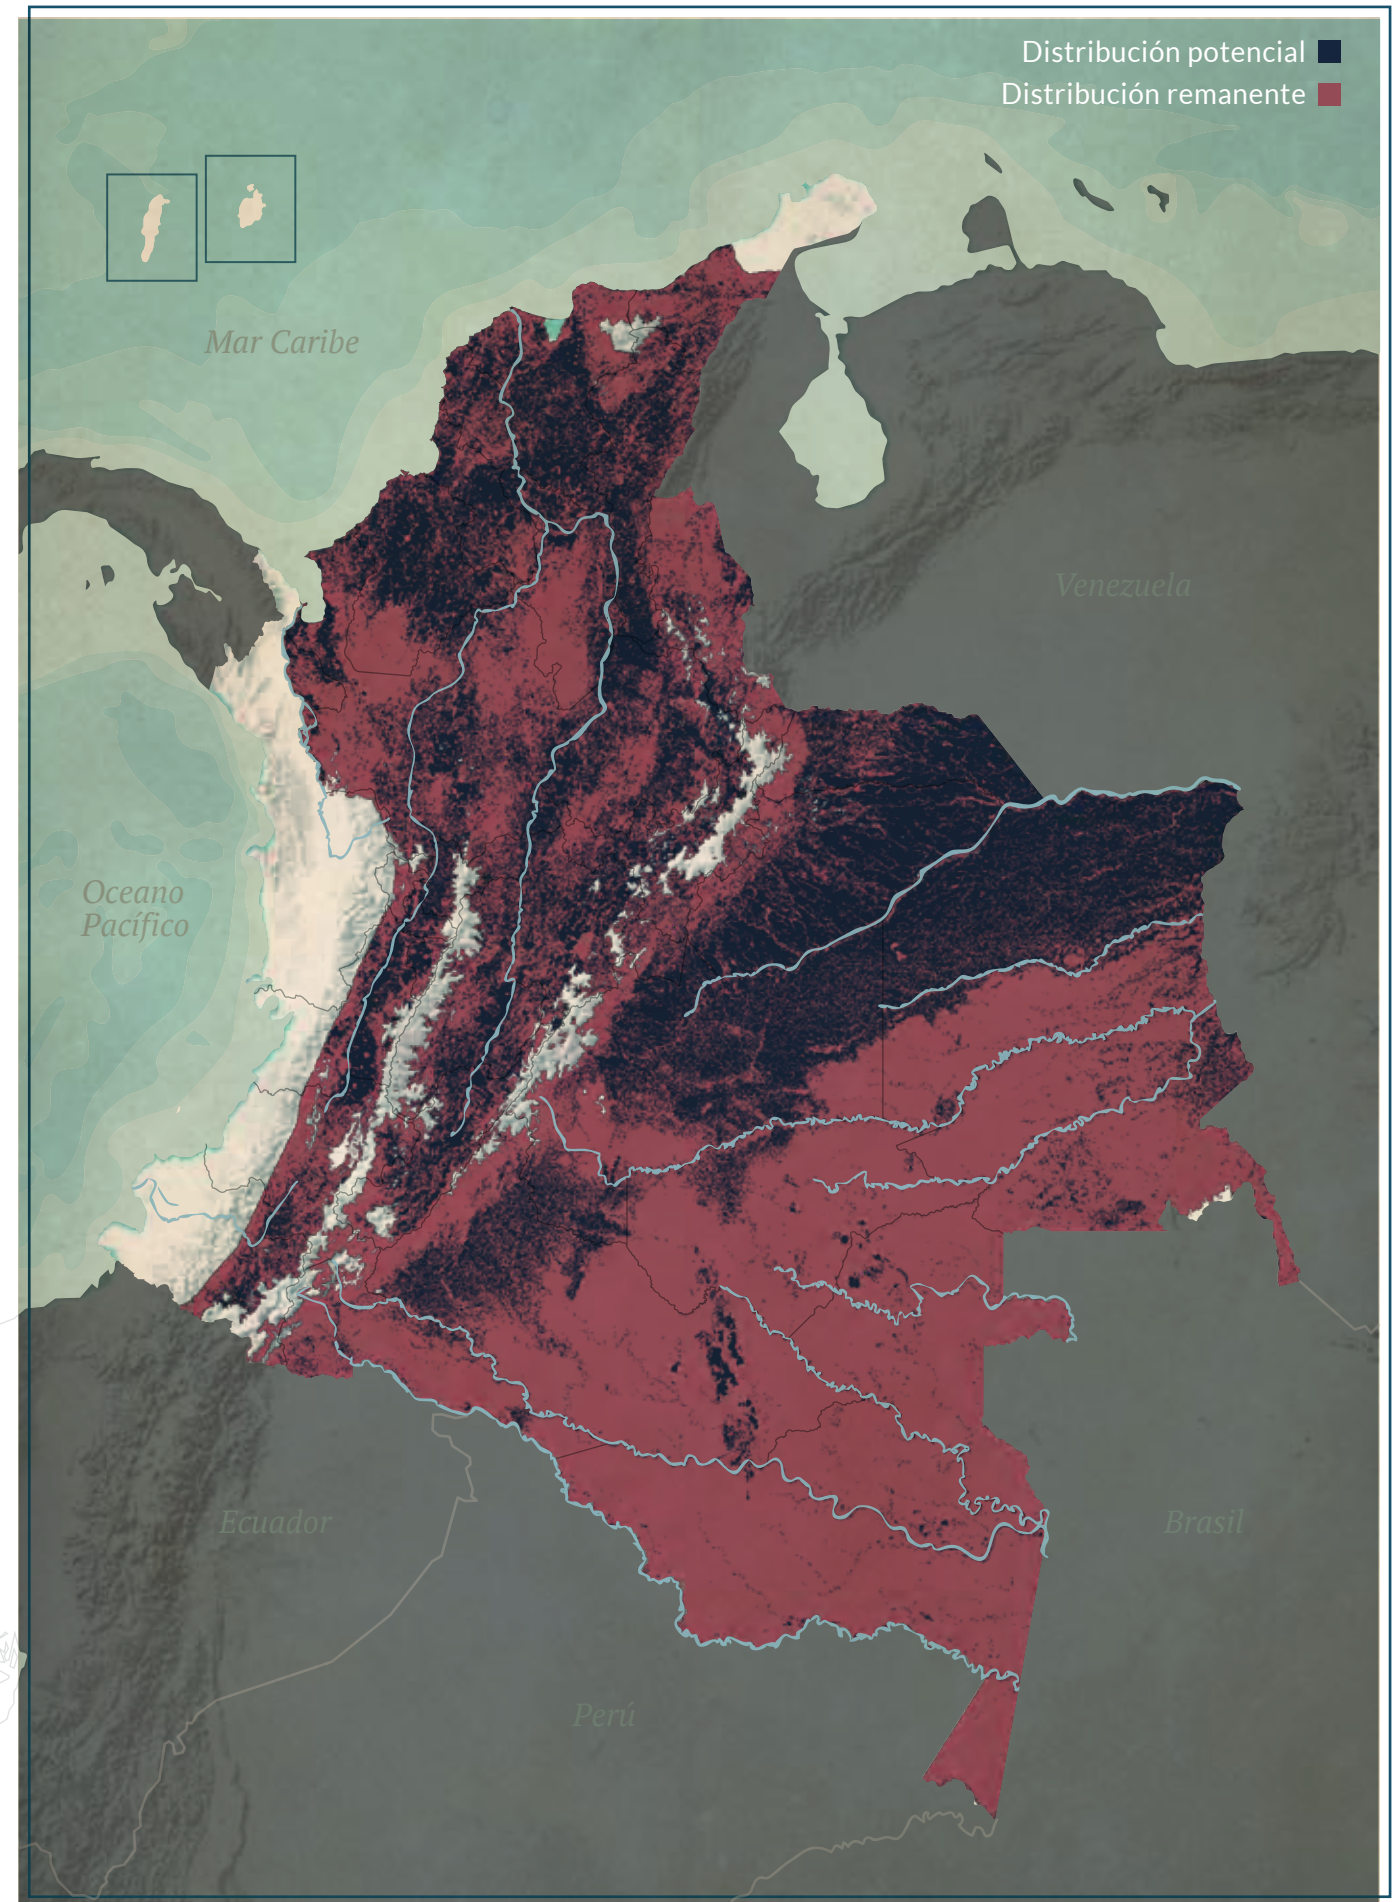 Distribución potencial
Distribución remanente
Mar Caribe
Venezuela
Oceano
Pacífico
Ecuador
Brasil
Perú